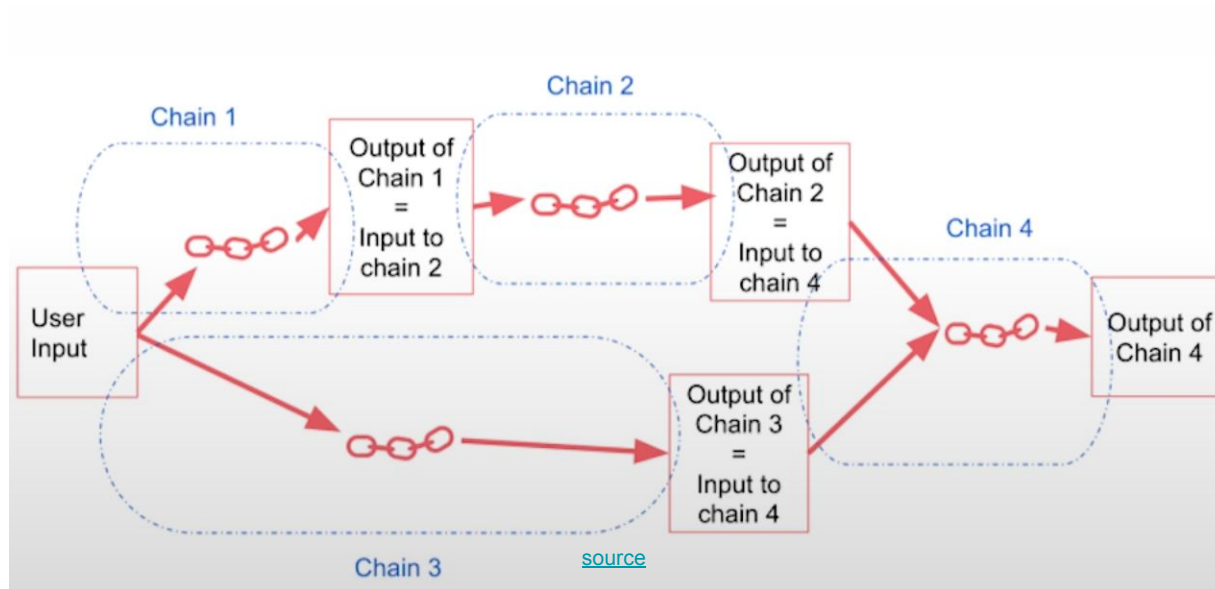 Chain 1
Chain 2
Output of
Chain 1
=
Input to
chain 2
Output of
Chain 2
=
Input to
chain 4
Chain 4
User
Input
Output of
Chain 4
Output of
Chain 3
=
Input to
chain 4
Chain 3
source